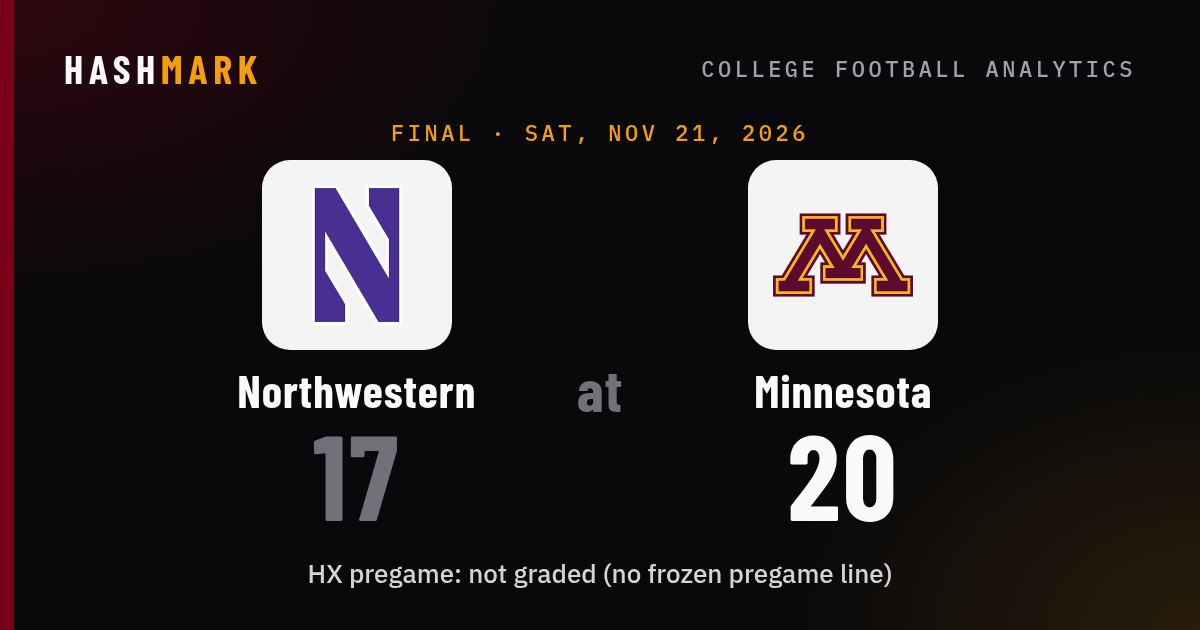 HASHMARK
COLLEGE FOOTBALL ANALYTICS
FINAL · SAT, NOV 21, 2026
N
M
Northwestern
at
Minnesota
17
20
HX pregame: not graded (no frozen pregame line)